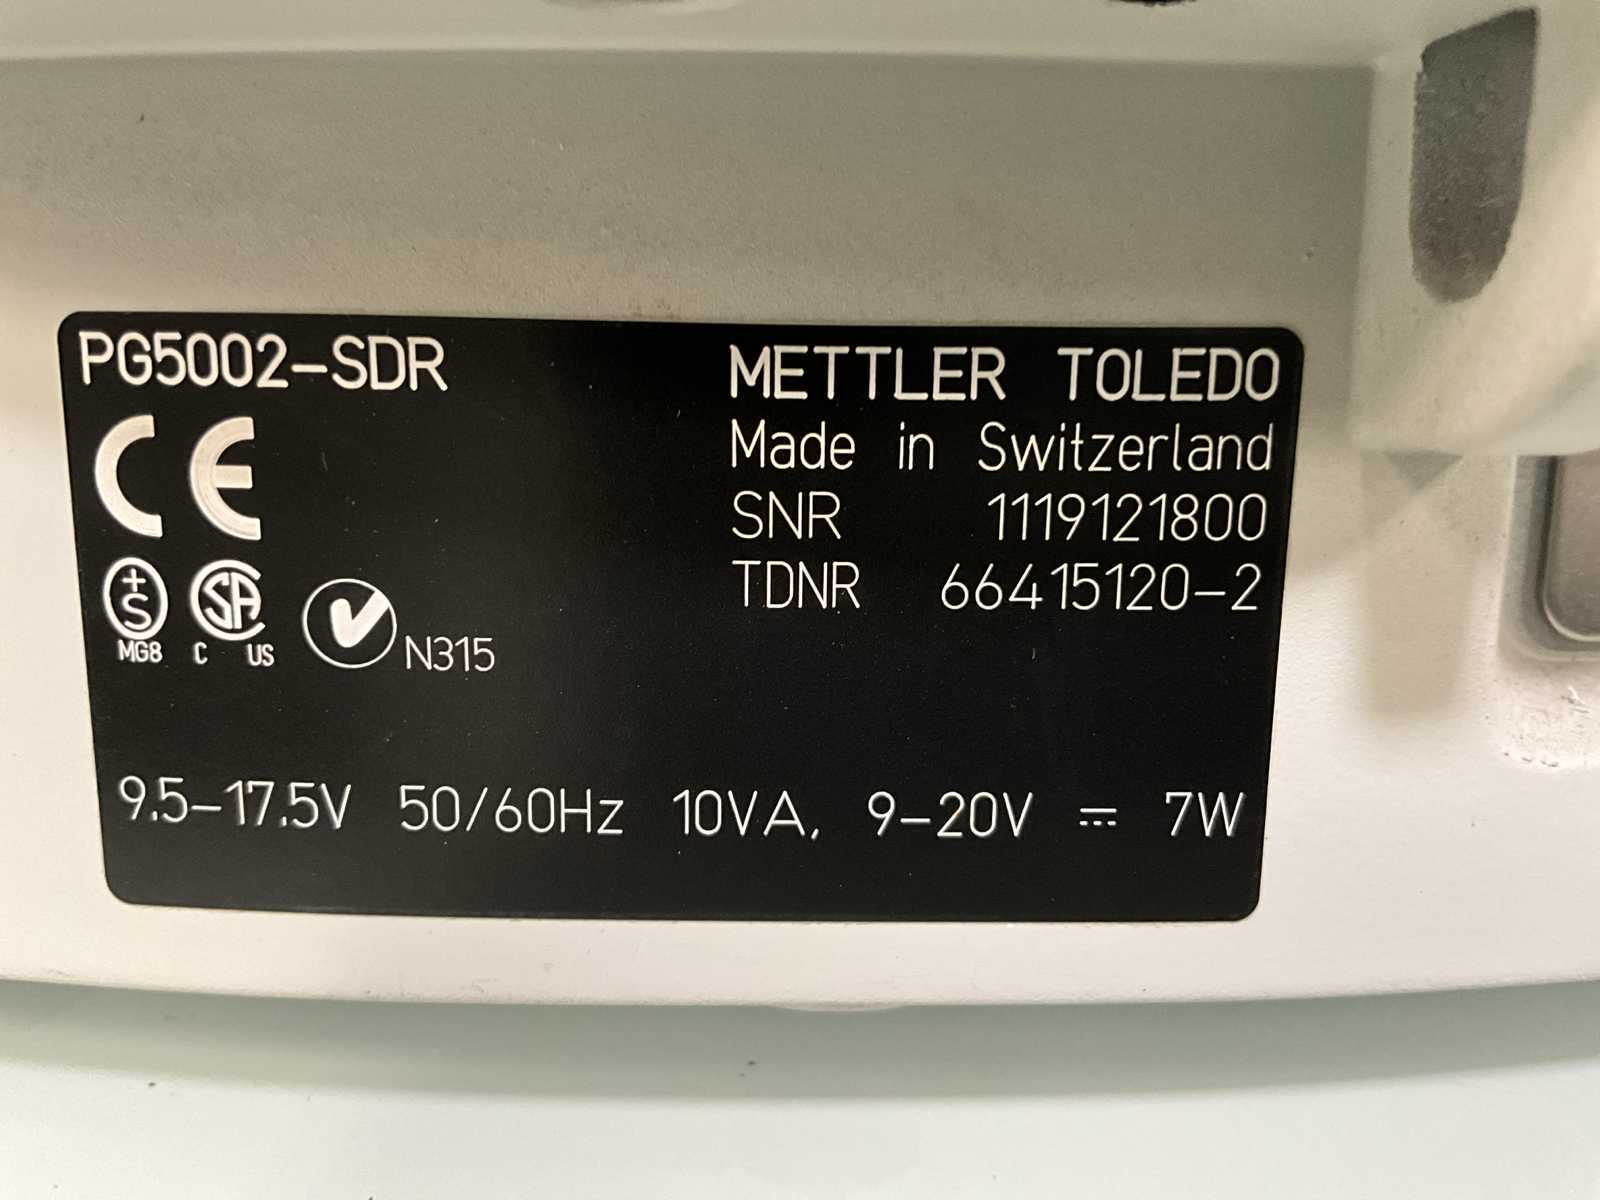 PG5002-SDR
METTLER TOLEDO
Made in Switzerland
SNR 1119121800
TDNR 66415120-2
CE
+S
MG8
SA
C US
N315
9.5-17.5V 50/60Hz 10VA, 9-20V ⎓ 7W